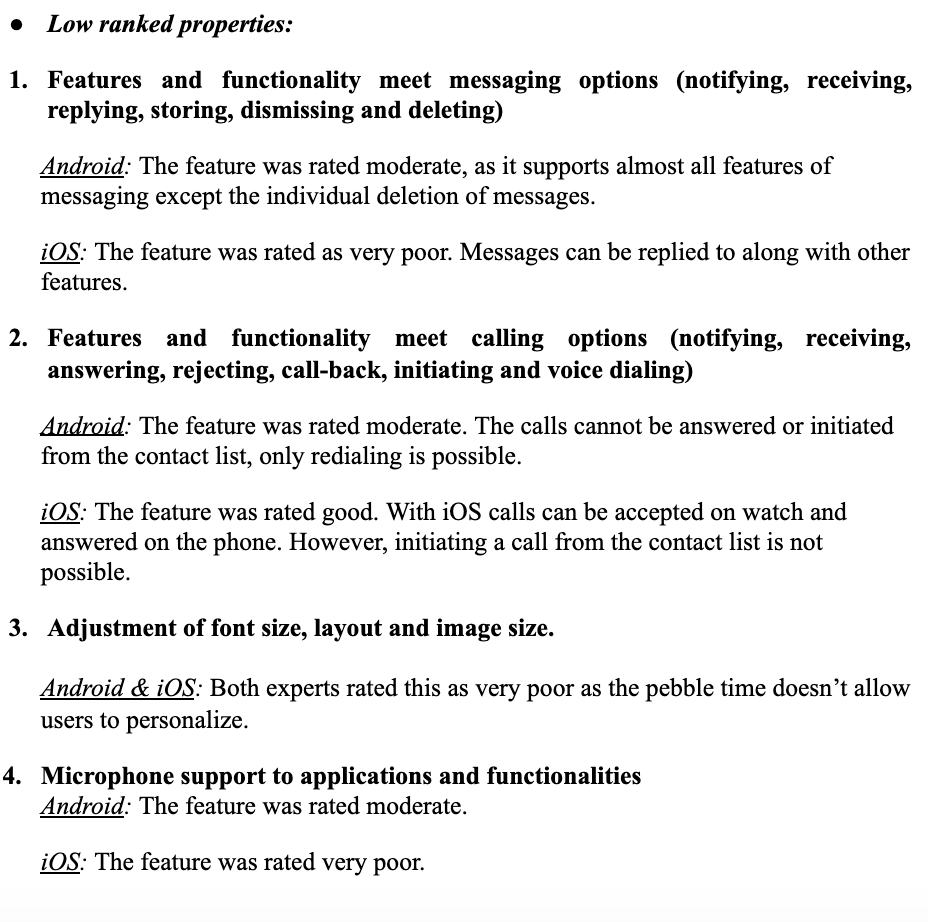 ● Low ranked properties:
1. Features and functionality meet messaging options (notifying, receiving,
replying, storing, dismissing and deleting)
Android: The feature was rated moderate, as it supports almost all features of
messaging except the individual deletion of messages.
iOS: The feature was rated as very poor. Messages can be replied to along with other
features.
2. Features and functionality meet calling options (notifying, receiving,
answering, rejecting, call-back, initiating and voice dialing)
Android: The feature was rated moderate. The calls cannot be answered or initiated
from the contact list, only redialing is possible.
iOS: The feature was rated good. With iOS calls can be accepted on watch and
answered on the phone. However, initiating a call from the contact list is not
possible.
3. Adjustment of font size, layout and image size.
Android & iOS: Both experts rated this as very poor as the pebble time doesn’t allow
users to personalize.
4. Microphone support to applications and functionalities
Android: The feature was rated moderate.
iOS: The feature was rated very poor.